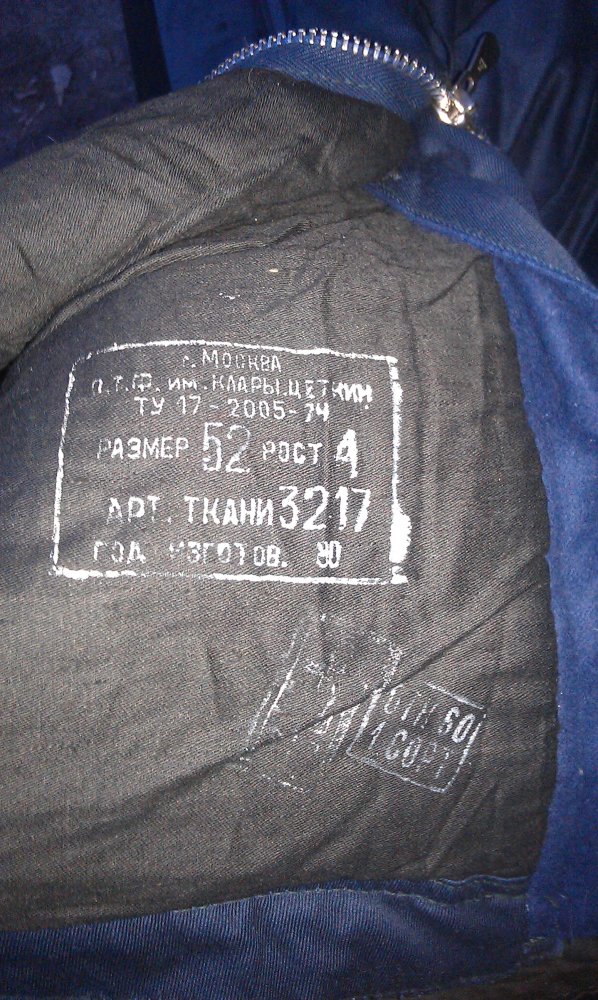 г. МОСКВА
п.т.ф. им. КЛАРЫ ЦЕТКИН
ТУ 17-2005-74
РАЗМЕР 52 РОСТ 4
АРТ. ТКАНИ 3217
ГОД ИЗГОТОВ. 80
ОТК 60
1 СОРТ